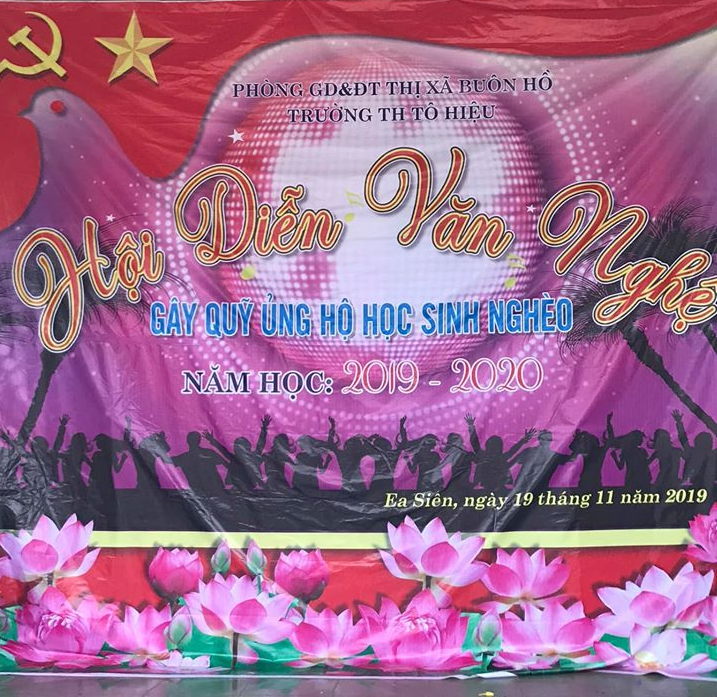 PHÒNG GD&ĐT THỊ XÃ BUÔN HỒ
TRƯỜNG TH TÔ HIỆU
Hội Diễn Văn Nghệ
GÂY QUỸ ỦNG HỘ HỌC SINH NGHÈO
NĂM HỌC: 2019 - 2020
Ea Siên, ngày 19 tháng 11 năm 2019